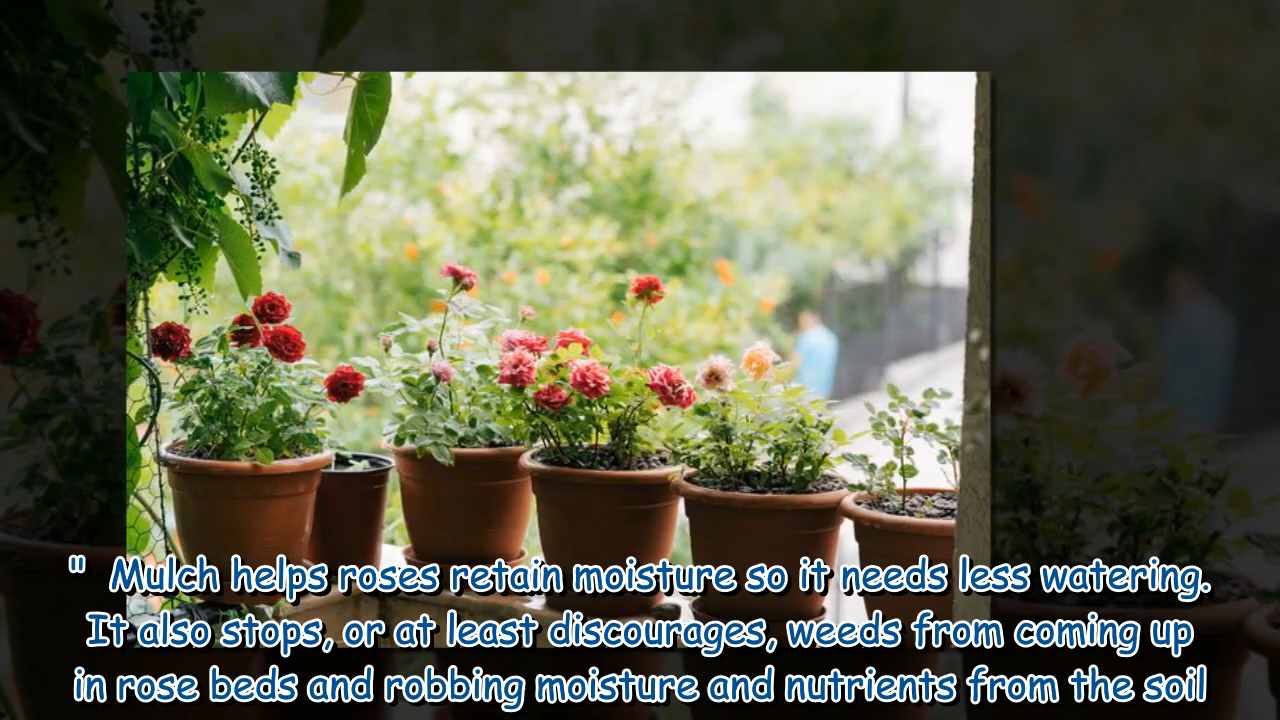 "  Mulch helps roses retain moisture so it needs less watering.
It also stops, or at least discourages, weeds from coming up
in rose beds and robbing moisture and nutrients from the soil